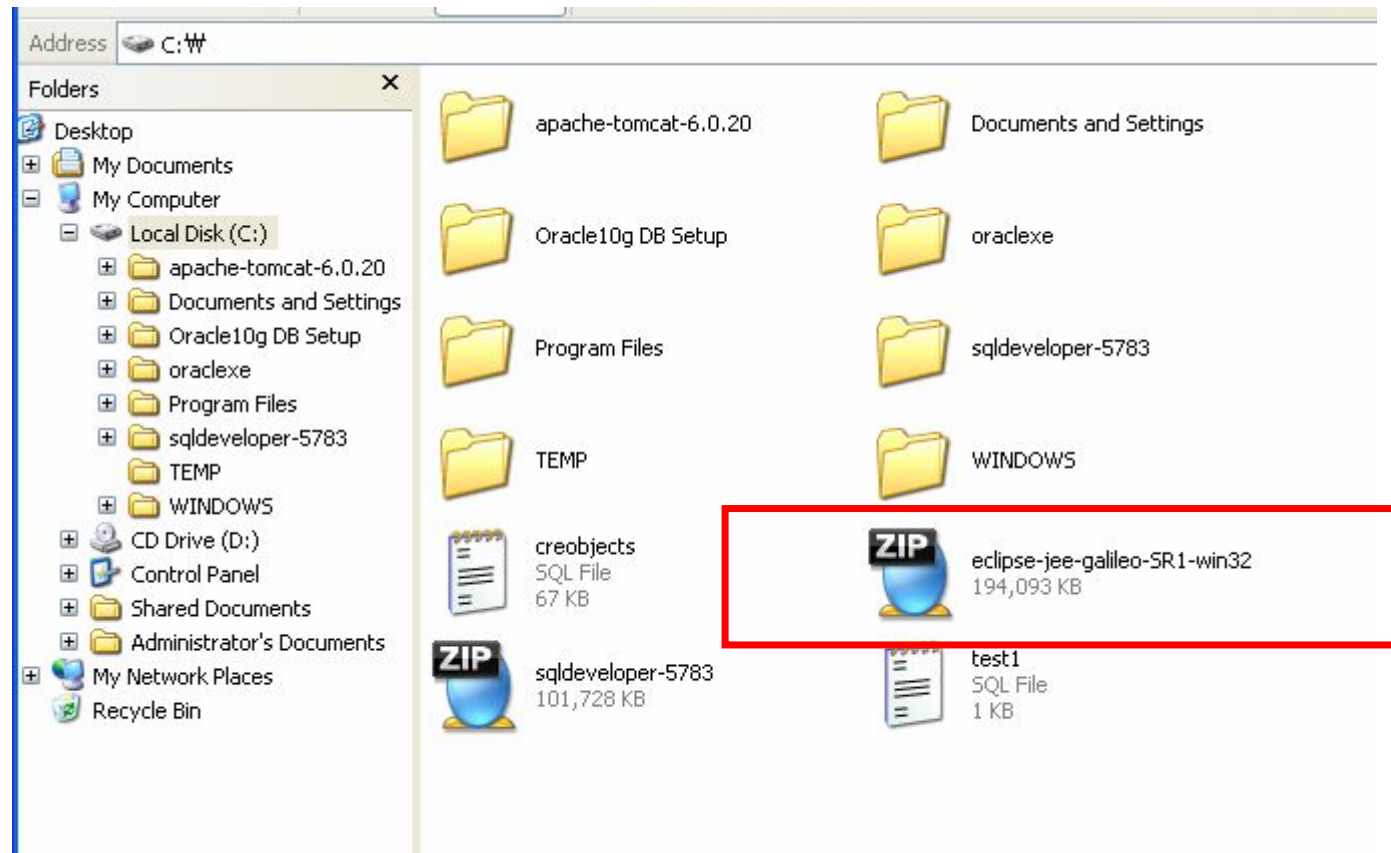 Address C:₩
Folders
Desktop
My Documents
My Computer
Local Disk (C:)
apache-tomcat-6.0.20
Documents and Settings
Oracle10g DB Setup
oraclexe
Program Files
sqldeveloper-5783
TEMP
WINDOWS
CD Drive (D:)
Control Panel
Shared Documents
Administrator's Documents
My Network Places
Recycle Bin
apache-tomcat-6.0.20
Documents and Settings
Oracle10g DB Setup
oraclexe
Program Files
sqldeveloper-5783
TEMP
WINDOWS
creobjects
SQL File
67 KB
ZIP
eclipse-jee-galileo-SR1-win32
194,093 KB
ZIP
sqldeveloper-5783
101,728 KB
test1
SQL File
1 KB